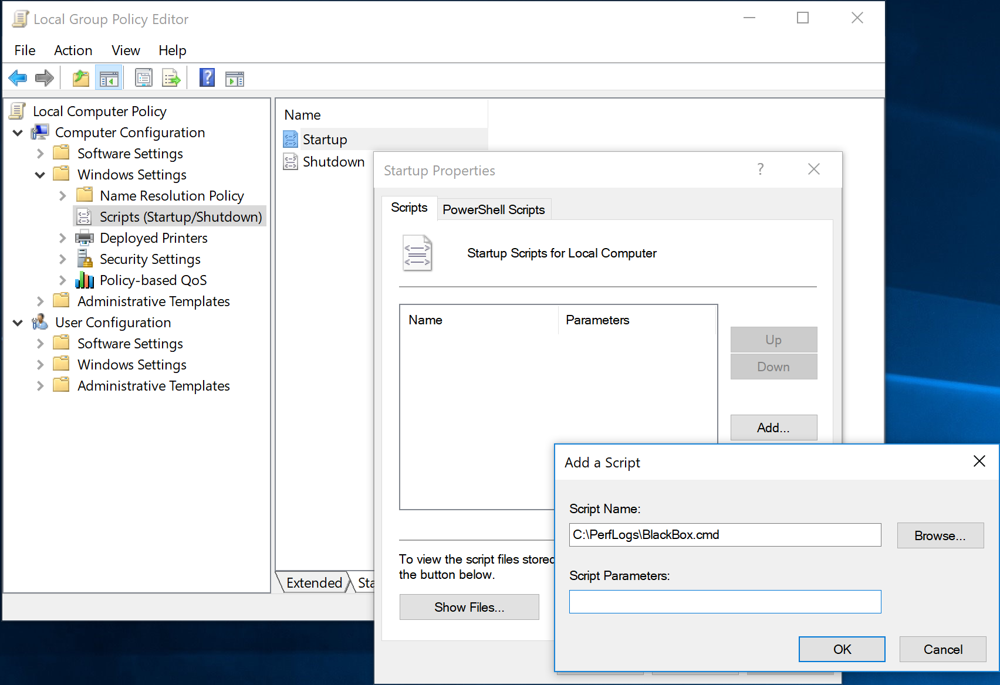 Local Group Policy Editor
File Action View Help
Local Computer Policy
Computer Configuration
Software Settings
Windows Settings
Name Resolution Policy
Scripts (Startup/Shutdown)
Deployed Printers
Security Settings
Policy-based QoS
Administrative Templates
User Configuration
Software Settings
Windows Settings
Administrative Templates
Name
Startup
Shutdown
Extended Sta
Startup Properties
?
Scripts PowerShell Scripts
Startup Scripts for Local Computer
Name Parameters
Up
Down
Add...
To view the script files stored
the button below.
Show Files...
Add a Script
Script Name:
C:\PerfLogs\BlackBox.cmd
Browse...
Script Parameters:
OK Cancel